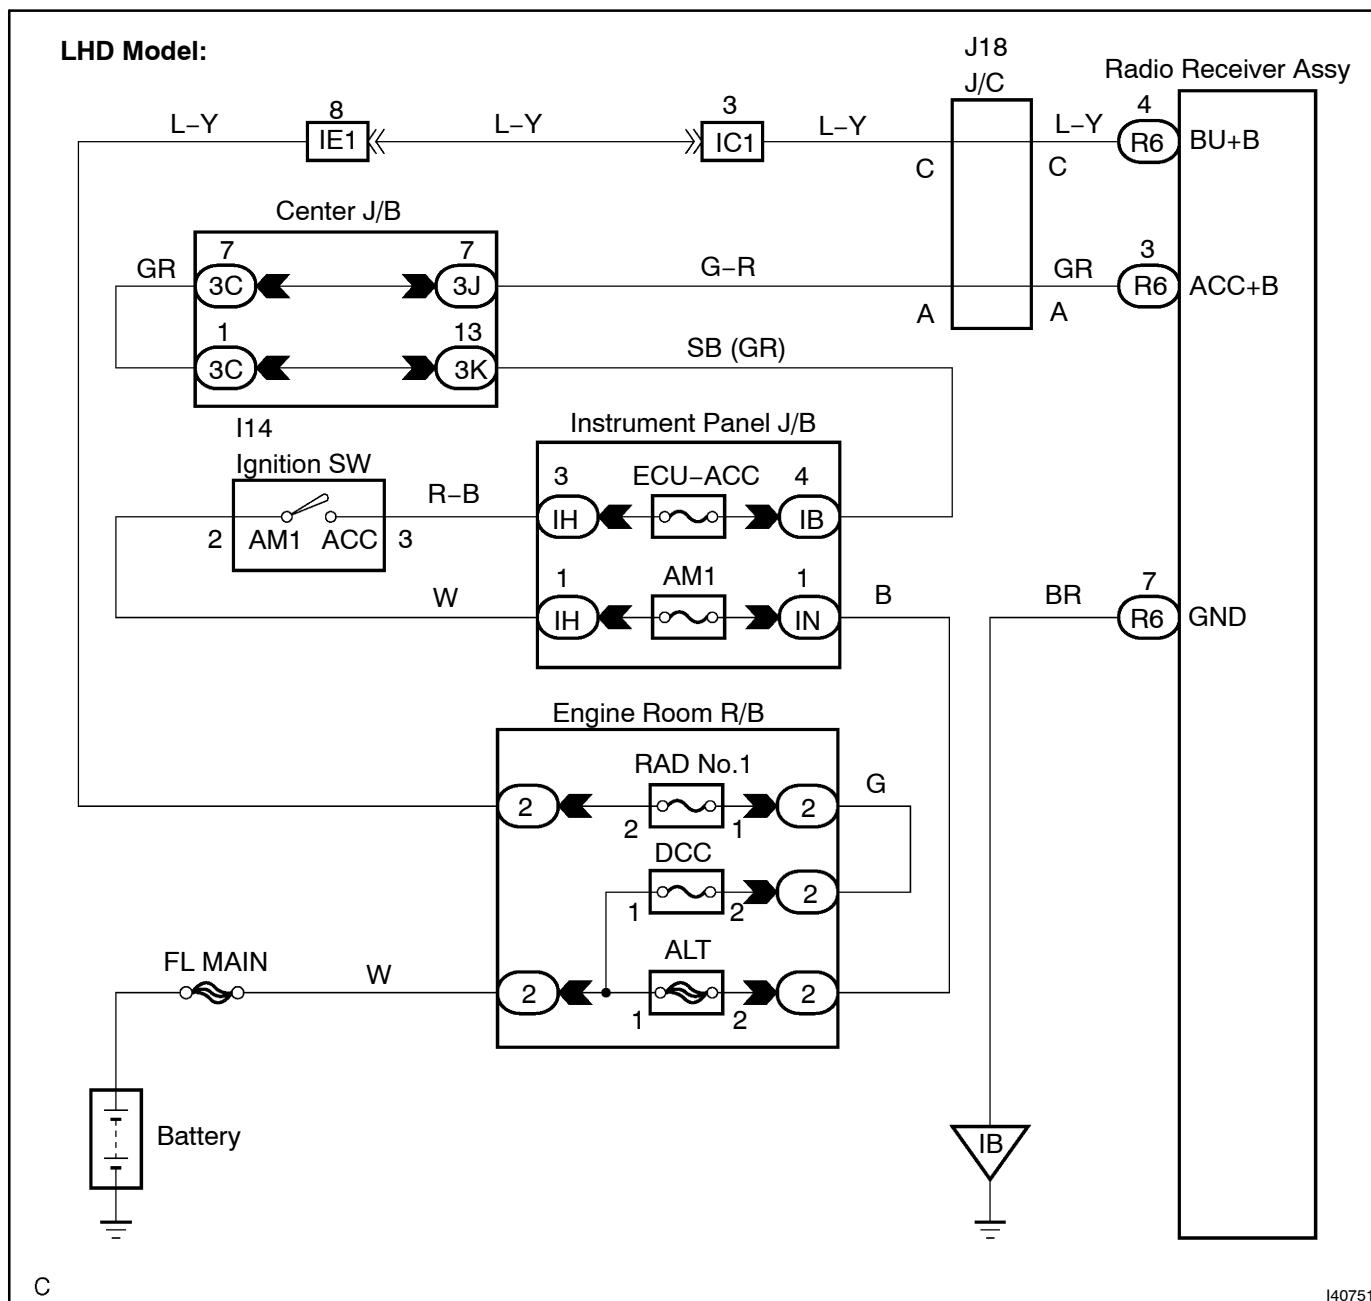 LHD Model:
J18
J/C
Radio Receiver Assy
L–Y
8
IE1
L–Y
3
IC1
L–Y
C
L–Y
C
4
R6
BU+B
Center J/B
GR
7
3C
7
3J
G–R
A
GR
A
3
R6
ACC+B
1
3C
13
3K
SB (GR)
I14
Ignition SW
2
AM1
ACC
3
R–B
Instrument Panel J/B
3
IH
ECU–ACC
4
IB
W
1
IH
AM1
1
IN
B
BR
7
R6
GND
Engine Room R/B
2
RAD No.1
2
1
2
G
DCC
1
2
2
FL MAIN
W
2
ALT
1
2
2
Battery
IB
C
I40751